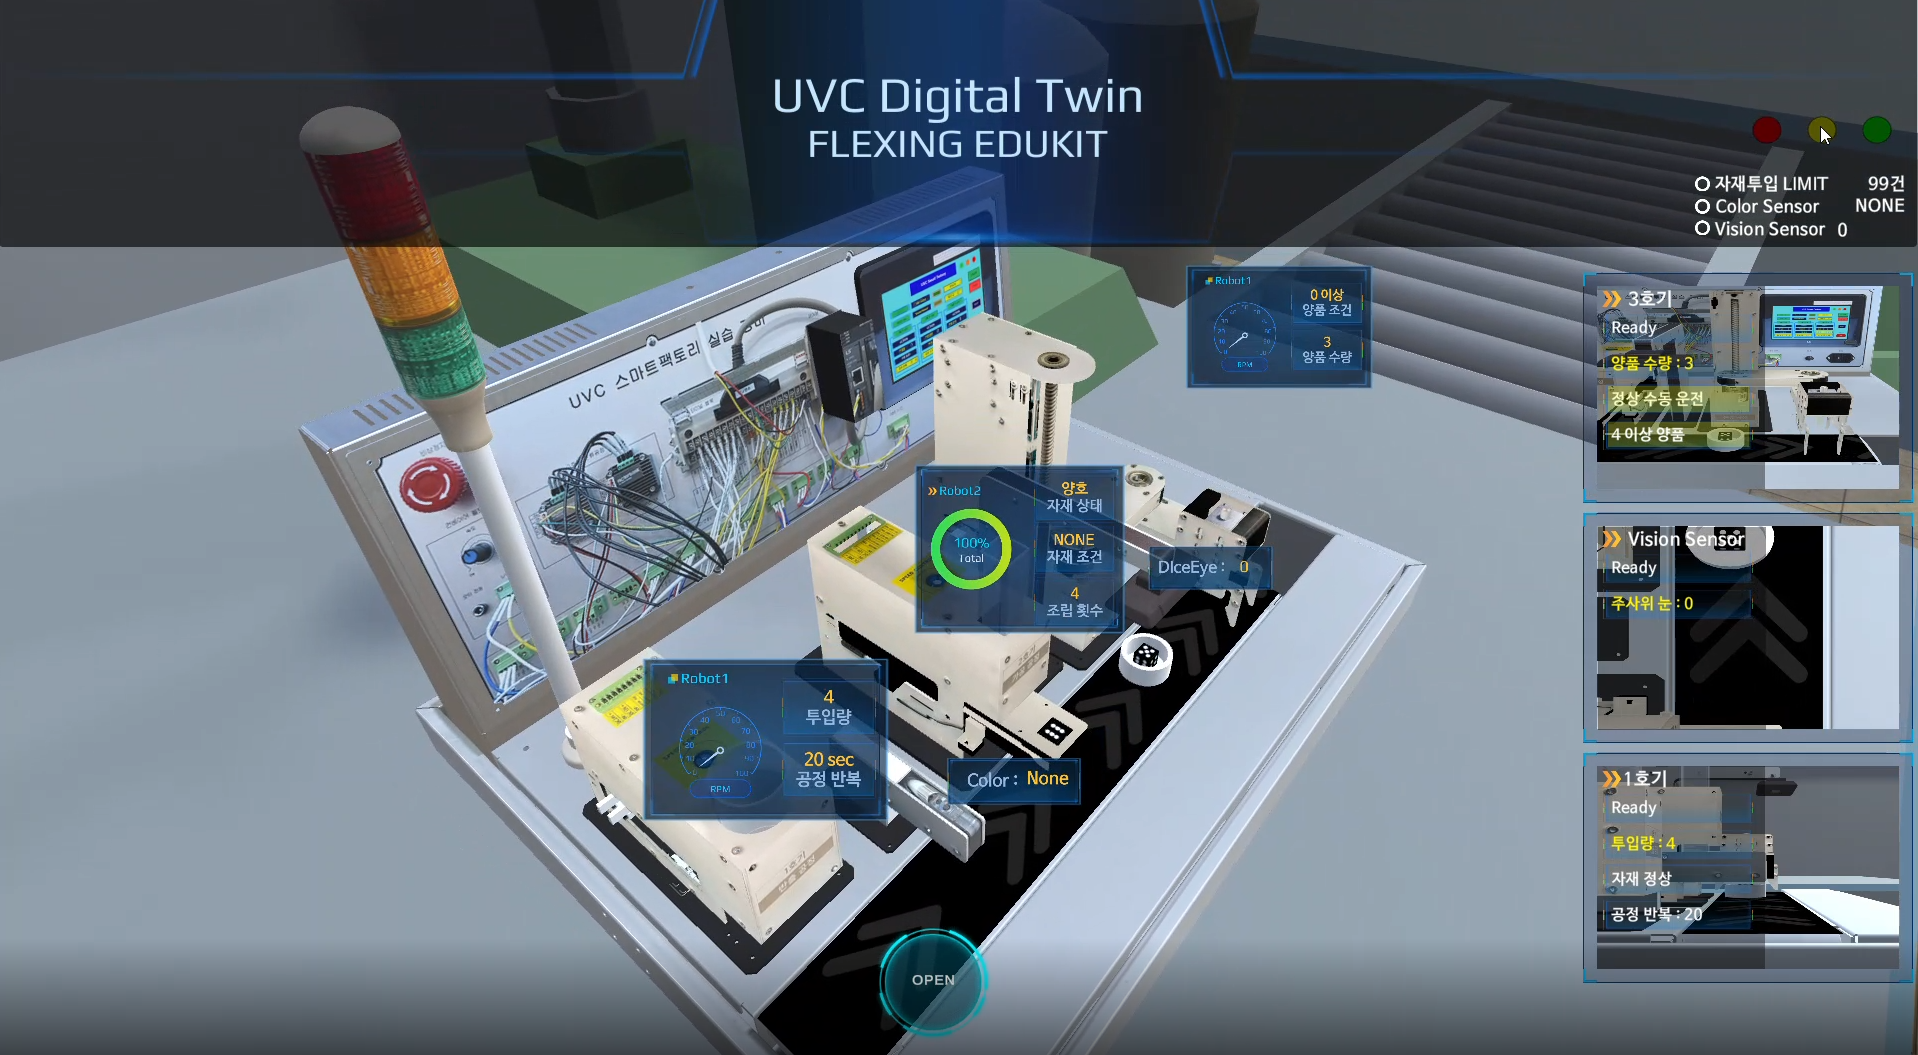 UVC Digital Twin
FLEXING EDUKIT
자재투입 LIMIT 99건
Color Sensor NONE
Vision Sensor 0
UVC 스마트팩토리 실습 장비
Robot1
0 이상
양품 조건
3
양품 수량
RPM
3호기
Ready
양품 수량 : 3
정상 수동 운전
4 이상 양품
Robot2
100%
Total
양호
자재 상태
NONE
자재 조건
4
조립 횟수
DIceEye : 0
Vision Sensor
Ready
주사위 눈 : 0
Robot1
4
투입량
20 sec
공정 반복
RPM
Color : None
1호기
Ready
투입량 : 4
자재 정상
공정 반복 : 20
OPEN